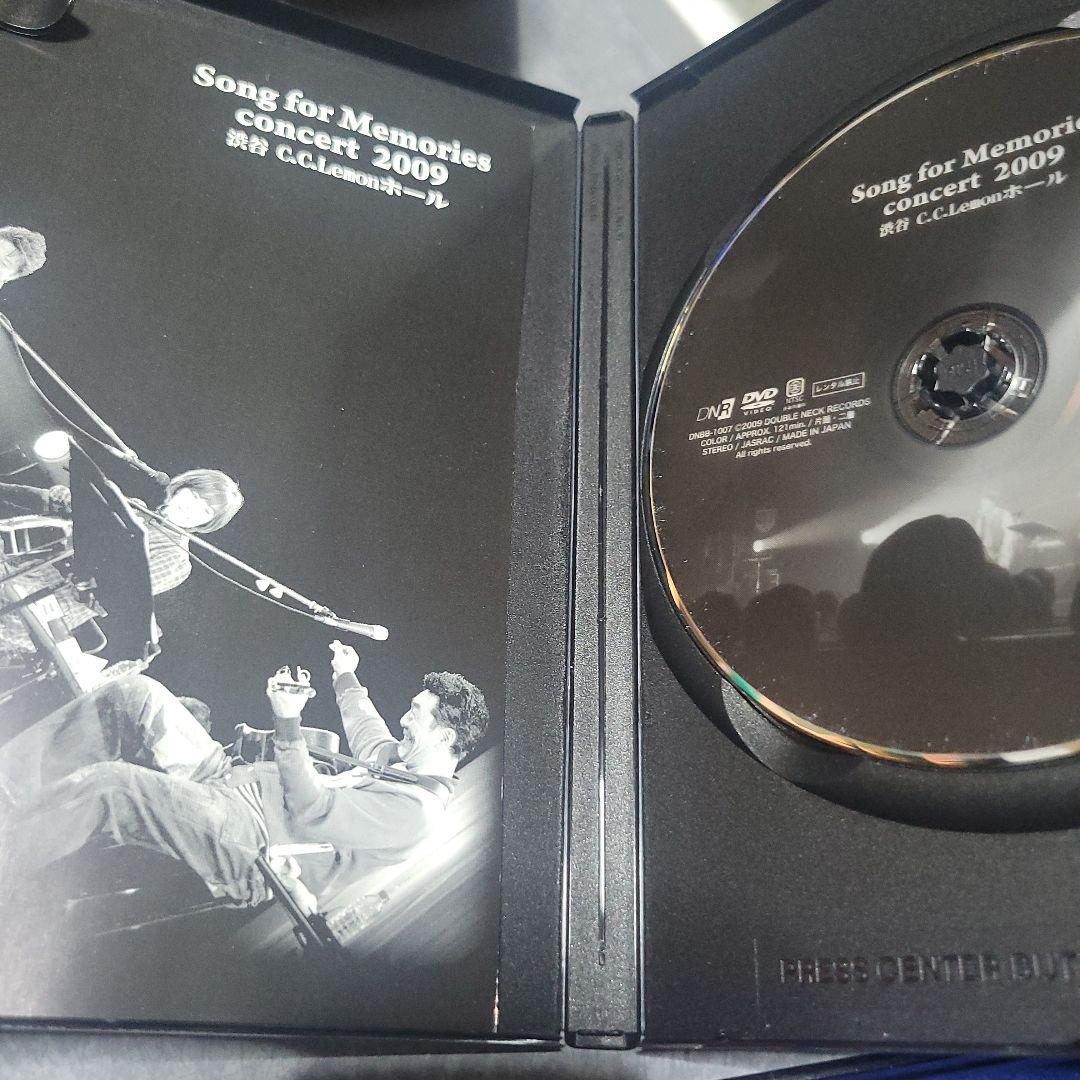 Song for Memories
concert 2009
渋谷 C.C.Lemonホール
Song for Memorie
concert 2009
渋谷 C.C.Lemonホール
DNR DVD VIDEO NTSC レンタル禁止
DNBB-1007 ©2009 DOUBLE NECK RECORDS
COLOR / APPROX. 121min. / 片面・二層
STEREO / JASRAC / MADE IN JAPAN
All rights reserved.
PRESS CENTER BUT